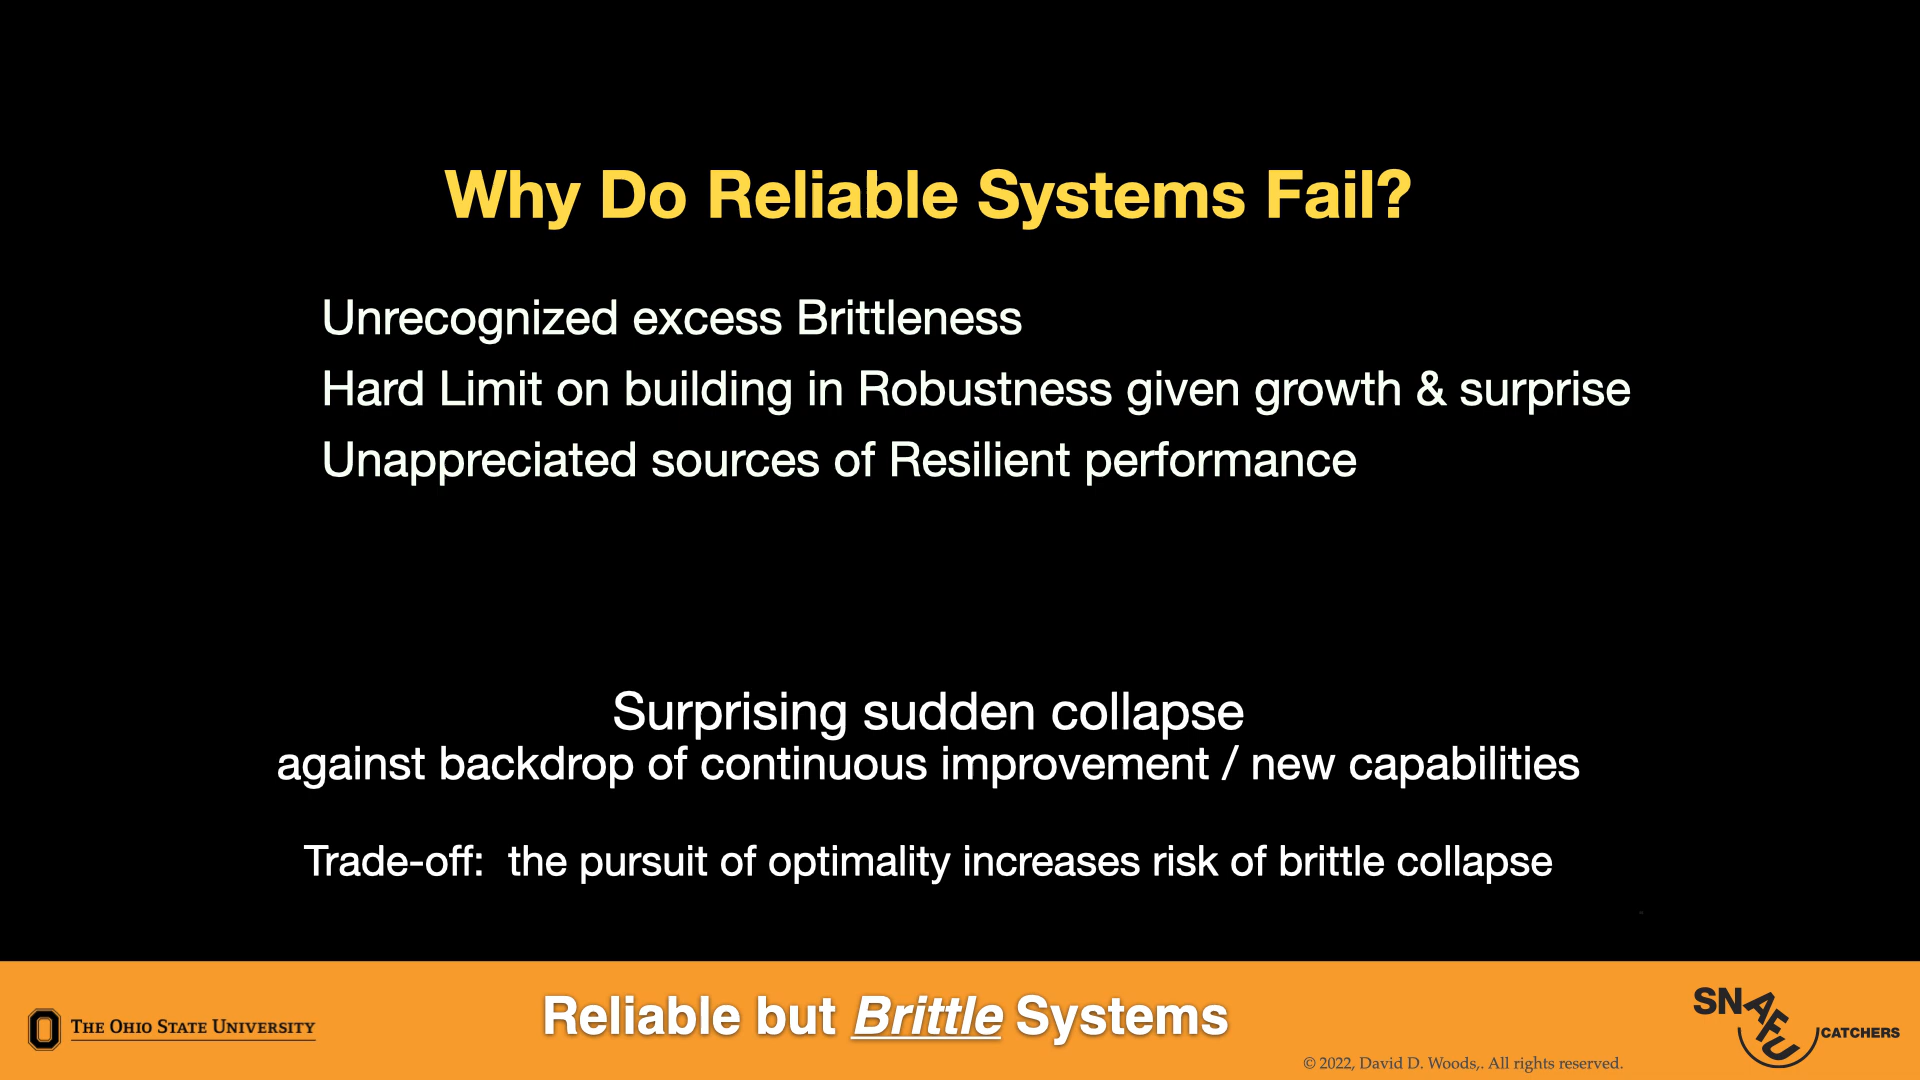 Why Do Reliable Systems Fail?
Unrecognized excess Brittleness
Hard Limit on building in Robustness given growth & surprise
Unappreciated sources of Resilient performance
Surprising sudden collapse
against backdrop of continuous improvement / new capabilities
Trade-off: the pursuit of optimality increases risk of brittle collapse
O THE OHIO STATE UNIVERSITY
Reliable but Brittle Systems
SNAFU CATCHERS
© 2022, David D. Woods,. All rights reserved.